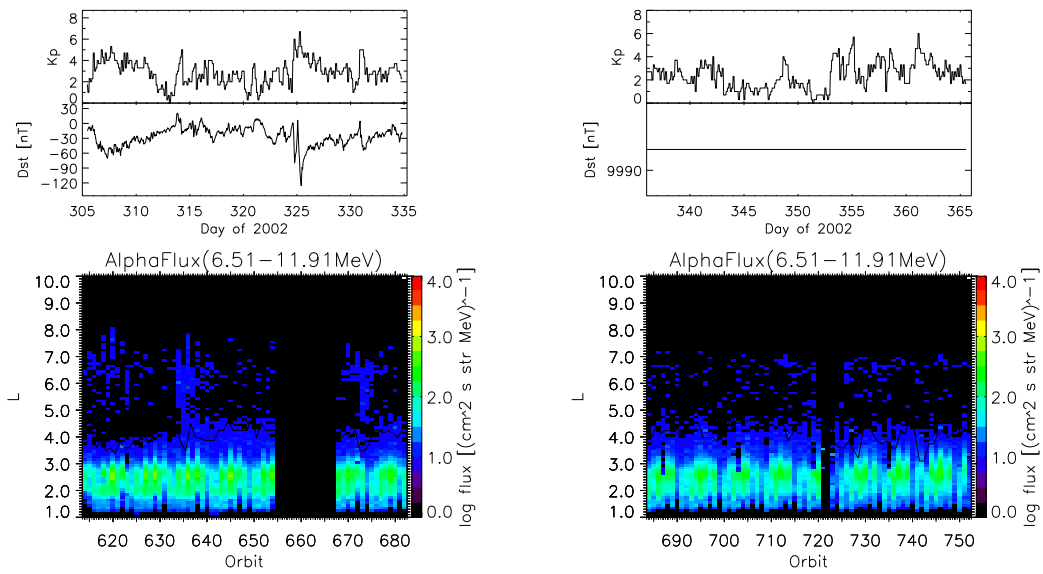 8
6
4
2
0
Kp
30
0
-30
-60
-90
-120
Dst [nT]
305 310 315 320 325 330 335
Day of 2002
AlphaFlux(6.51-11.91MeV)
10.0
9.0
8.0
7.0
6.0
5.0
4.0
3.0
2.0
1.0
L
620 630 640 650 660 670 680
Orbit
4.0
3.0
2.0
1.0
0.0
log flux [(cm^2 s str MeV)^-1]
8
6
4
2
0
Kp
9990
Dst [nT]
340 345 350 355 360 365
Day of 2002
AlphaFlux(6.51-11.91MeV)
10.0
9.0
8.0
7.0
6.0
5.0
4.0
3.0
2.0
1.0
L
690 700 710 720 730 740 750
Orbit
4.0
3.0
2.0
1.0
0.0
log flux [(cm^2 s str MeV)^-1]